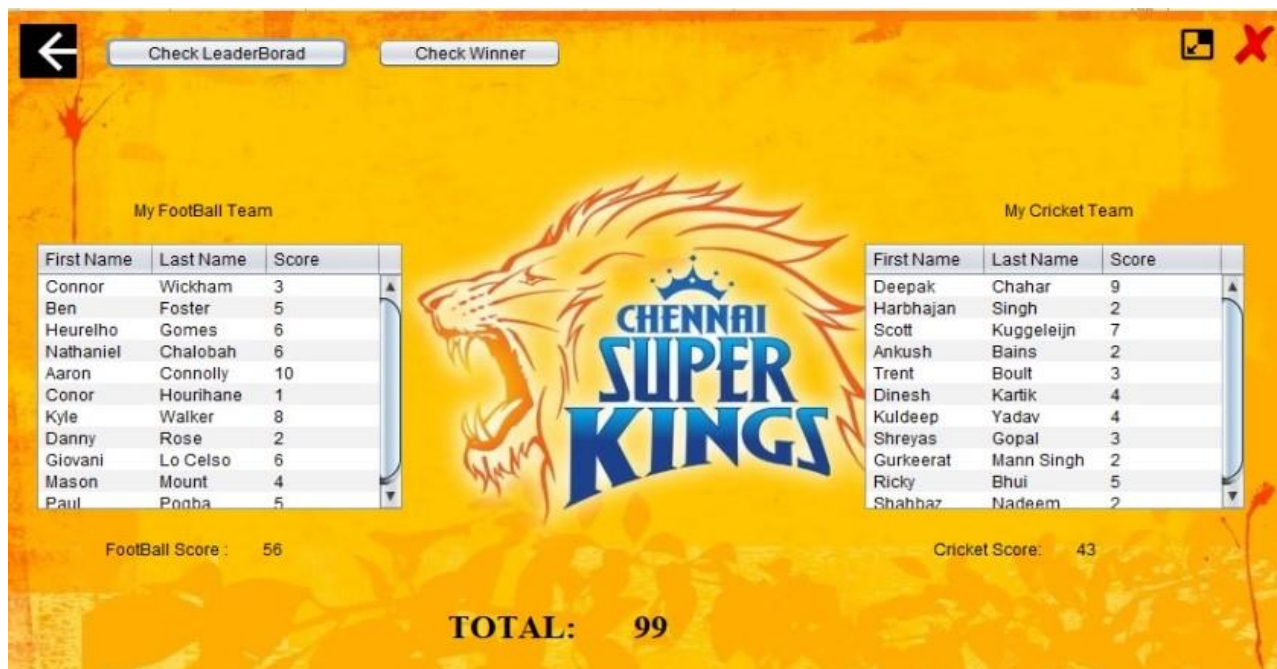 Check LeaderBorad Check Winner
My FootBall Team
First Name Last Name Score
Connor Wickham 3
Ben Foster 5
Heurelho Gomes 6
Nathaniel Chalobah 6
Aaron Connolly 10
Conor Hourihane 1
Kyle Walker 8
Danny Rose 2
Giovani Lo Celso 6
Mason Mount 4
Paul Pogba 5
FootBall Score : 56
CHENNAI
SUPER
KINGS
My Cricket Team
First Name Last Name Score
Deepak Chahar 9
Harbhajan Singh 2
Scott Kuggeleijn 7
Ankush Bains 2
Trent Boult 3
Dinesh Kartik 4
Kuldeep Yadav 4
Shreyas Gopal 3
Gurkeerat Mann Singh 2
Ricky Bhui 5
Shahbaz Nadeem 2
Cricket Score: 43
TOTAL: 99